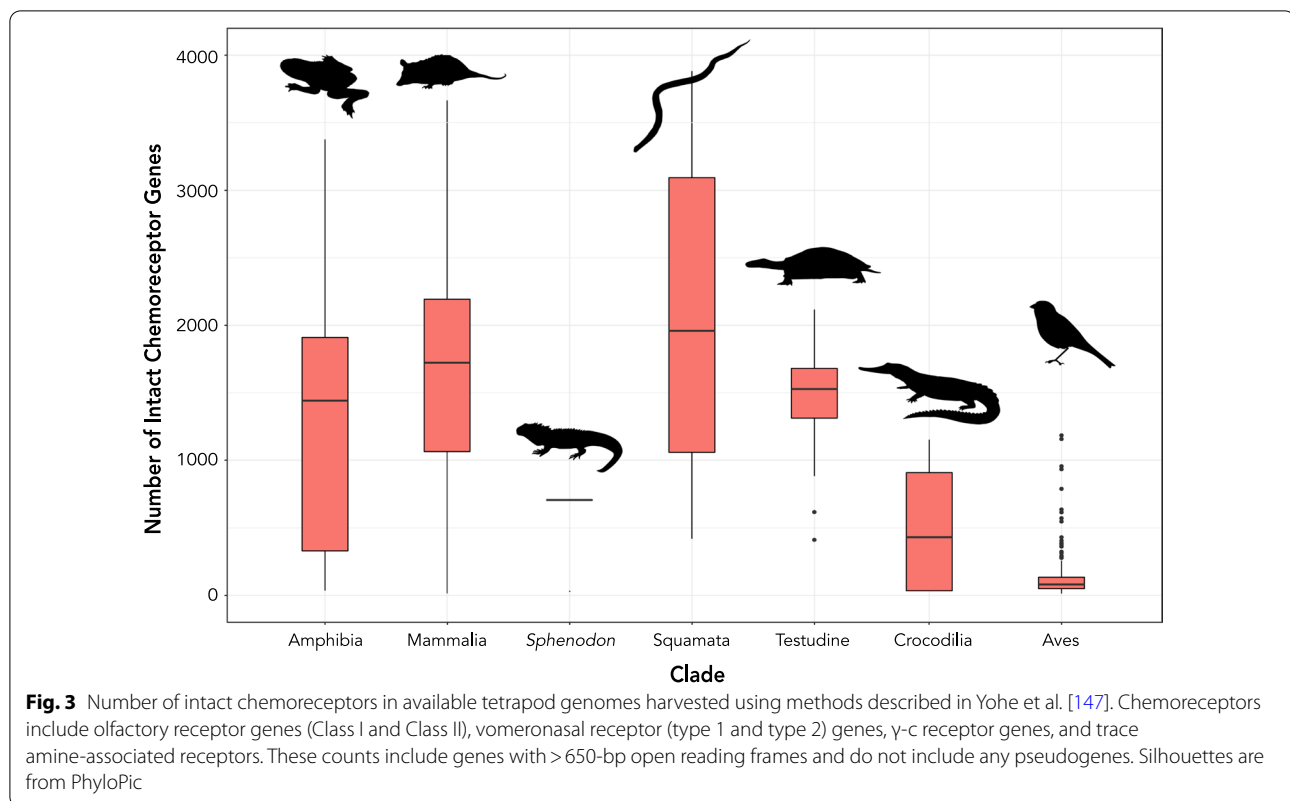 Number of Intact Chemoreceptor Genes
4000
3000
2000
1000
0
Amphibia Mammalia Sphenodon Squamata Testudine Crocodilia Aves
Clade
Fig. 3 Number of intact chemoreceptors in available tetrapod genomes harvested using methods described in Yohe et al. [147]. Chemoreceptors
include olfactory receptor genes (Class I and Class II), vomeronasal receptor (type 1 and type 2) genes, γ-c receptor genes, and trace
amine-associated receptors. These counts include genes with > 650-bp open reading frames and do not include any pseudogenes. Silhouettes are
from PhyloPic